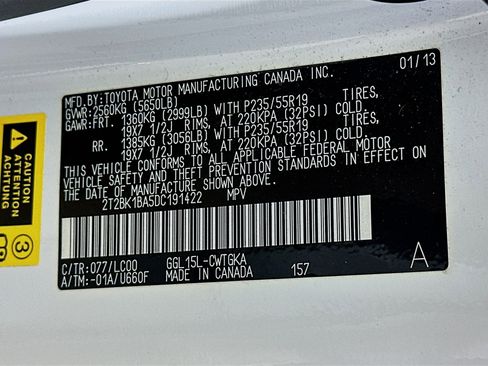 MFD.BY:TOYOTA MOTOR MANUFACTURING CANADA INC. 01/13
GVWR:2560KG (5650LB)
GAWR:FRT. 1360KG (2999LB) WITH P235/55R19 TIRES,
19X7 1/2J RIMS, AT 220KPA (32PSI) COLD.
RR. 1385KG (3055LB) WITH P235/55R19 TIRES,
19X7 1/2J RIMS, AT 220KPA (32PSI) COLD.
THIS VEHICLE CONFORMS TO ALL APPLICABLE FEDERAL MOTOR
VEHICLE SAFETY AND THEFT PREVENTION STANDARDS IN EFFECT ON
THE DATE OF MANUFACTURE SHOWN ABOVE.
2T2BK1BA5DC191422 MPV
C/TR:077/LC00 GGL15L-CWTGKA A
A/TM:-01A/U660F MADE IN CANADA 157
CAUTION
ATTENTION
ACHTUNG
3